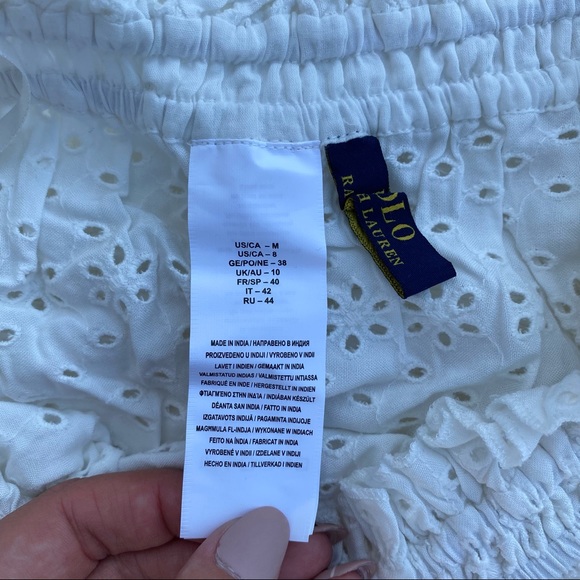 US/CA – M
US/CA – 8
GE/PO/NE – 38
UK/AU – 10
FR/SP – 40
IT – 42
RU – 44
MADE IN INDIA / НАПРАВЕНО В ИНДИЯ
PROIZVEDENO U INDIJI / VYROBENO V INDII
LAVET I INDIEN / GEMAAKT IN INDIA
VALMISTATUD INDIAS / VALMISTETTU INTIASSA
FABRIQUÉ EN INDE / HERGESTELLT IN INDIEN
ΦΤΙΑΓΜΕΝΟ ΣΤΗΝ ΙΝΔΙΑ / INDIÁBAN KÉSZÜLT
DÉANTA SAN INDIA / FATTO IN INDIA
IZGATAVOTS INDIJĀ / PAGAMINTA INDIJOJE
MAGĦMULA FL-INDJA / WYKONANE W INDIACH
FEITO NA ÍNDIA / FABRICAT IN INDIA
VYROBENÉ V INDII / IZDELANE V INDIJI
HECHO EN INDIA / TILLVERKAD I INDIEN
OLO
LAUREN